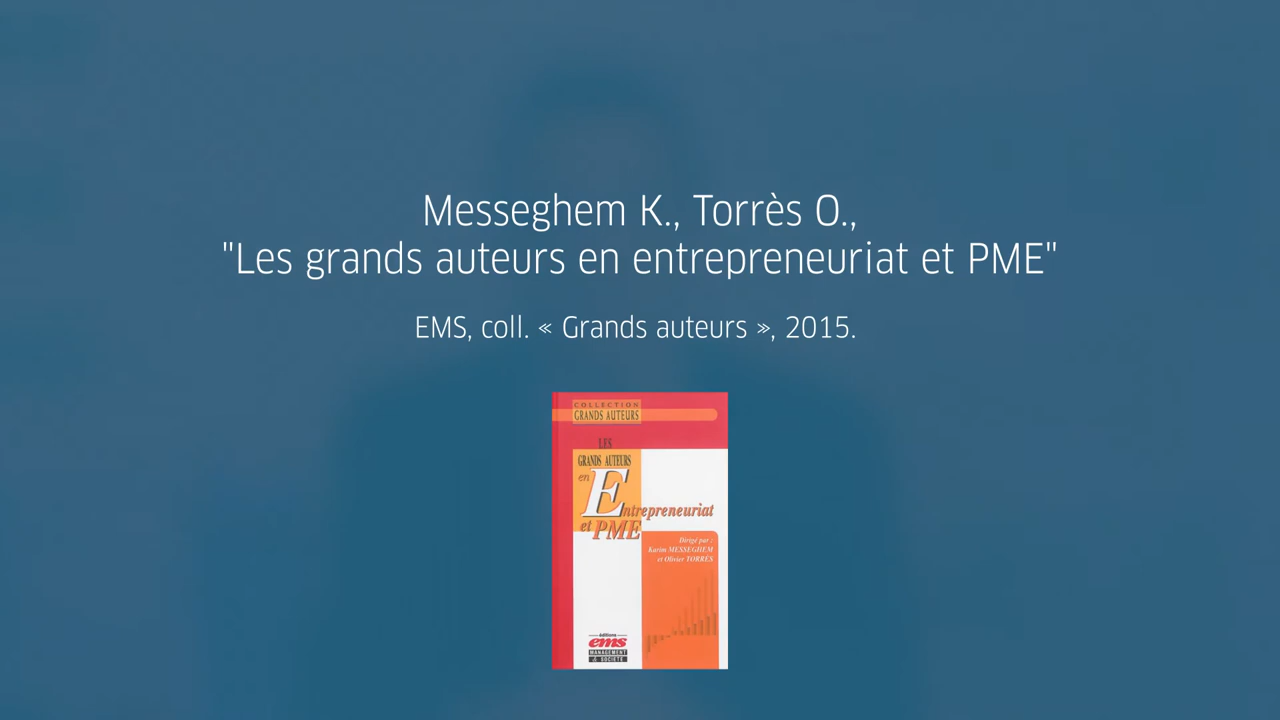 Messeghem K., Torrès O.,
"Les grands auteurs en entrepreneuriat et PME"
EMS, coll. « Grands auteurs », 2015.
COLLECTION
GRANDS AUTEURS
LES
GRANDS AUTEURS
en
Entrepreneuriat
et PME
Dirigé par :
Karim MESSEGHEM
et Olivier TORRÈS
éditions
ems
MANAGEMENT
& SOCIÉTÉ